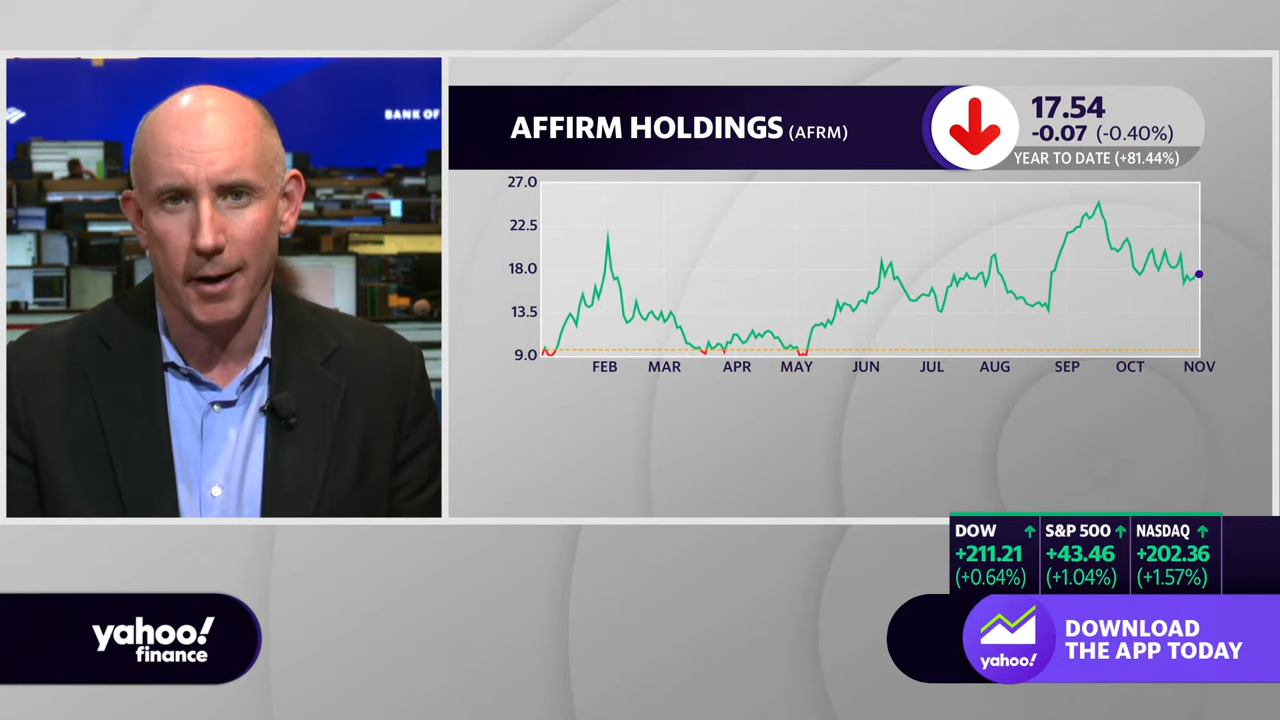 BANK OF
AFFIRM HOLDINGS (AFRM)
17.54
-0.07 (-0.40%)
YEAR TO DATE (+81.44%)
27.0
22.5
18.0
13.5
9.0
FEB MAR APR MAY JUN JUL AUG SEP OCT NOV
DOW
+211.21
(+0.64%)
S&P 500
+43.46
(+1.04%)
NASDAQ
+202.36
(+1.57%)
yahoo!
finance
yahoo!
DOWNLOAD
THE APP TODAY